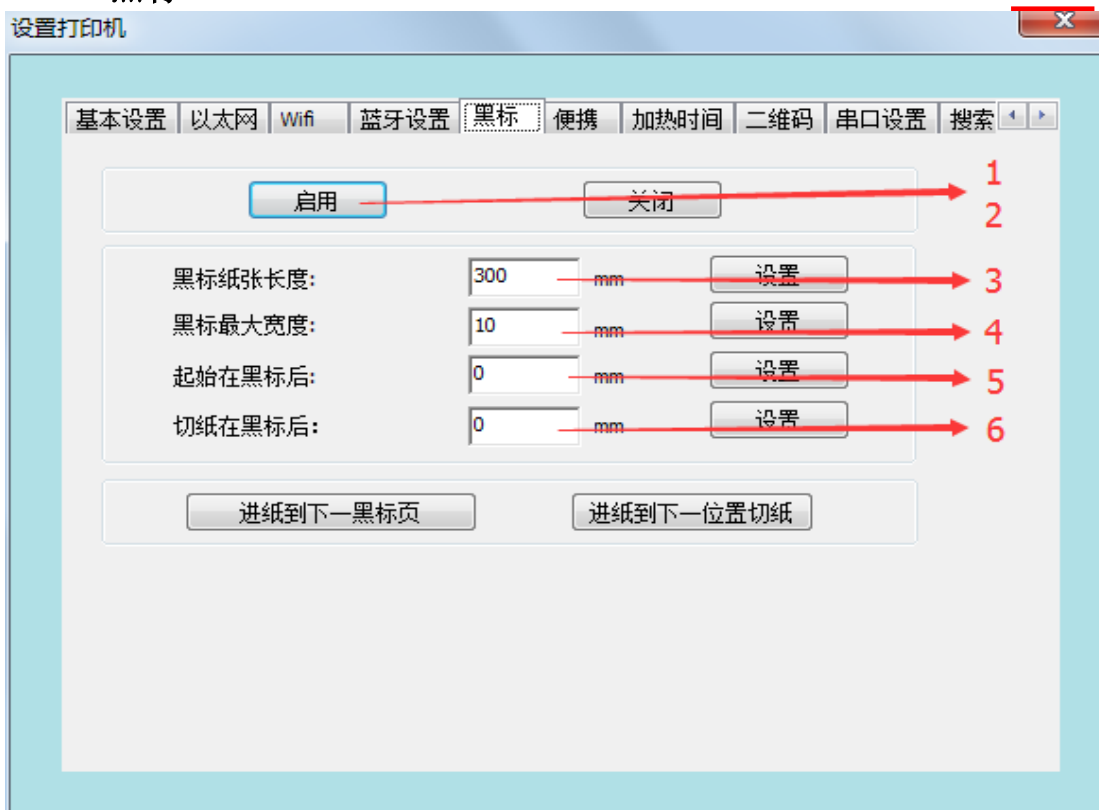 设置打印机
x
基本设置 以太网 Wifi 蓝牙设置 黑标 便携 加热时间 二维码 串口设置 搜索
启用 关闭 1
2
黑标纸张长度: 300 mm 设置 3
黑标最大宽度: 10 mm 设置 4
起始在黑标后: 0 mm 设置 5
切纸在黑标后: 0 mm 设置 6
进纸到下一黑标页 进纸到下一位置切纸